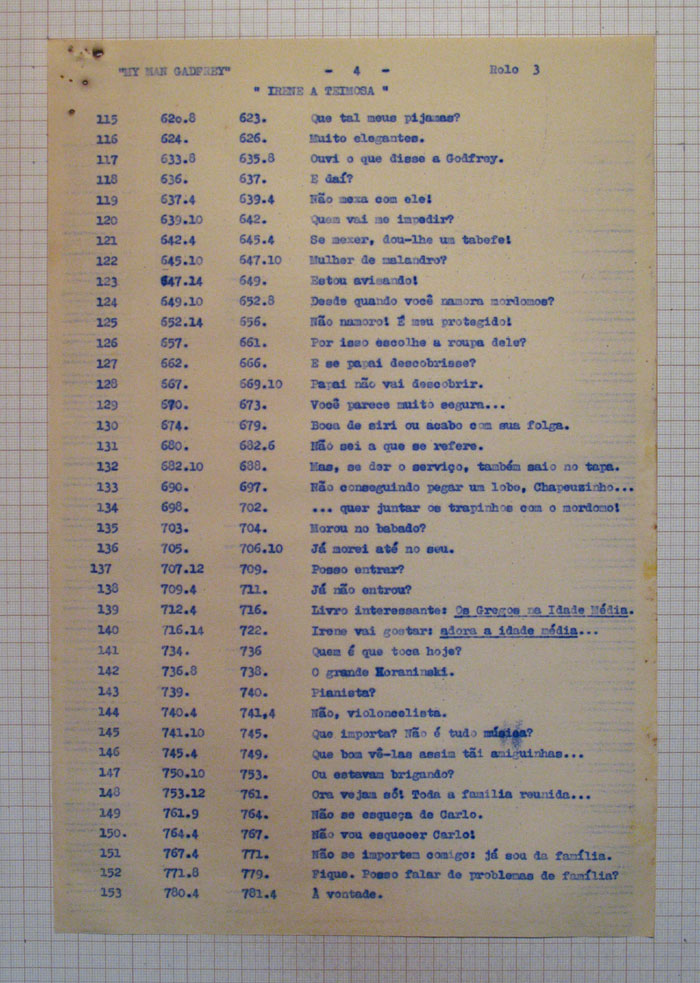 "MY MAN GADFREY" - 4 - Rolo 3
" IRENE A TEIMOSA "
115 620.8 623. Que tal meus pijamas?
116 624. 626. Muito elegantes.
117 633.8 635.8 Ouvi o que disse a Godfrey.
118 636. 637. E daí?
119 637.4 639.4 Não mexa com ele!
120 639.10 642. Quem vai me impedir?
121 642.4 645.4 Se mexer, dou-lhe um tabefe!
122 645.10 647.10 Mulher de malandro?
123 647.14 649. Estou avisando!
124 649.10 652.8 Desde quando você namora mordomos?
125 652.14 656. Não namoro! É meu protegido!
126 657. 661. Por isso escolhe a roupa dele?
127 662. 666. E se papai descobrisse?
128 667. 669.10 Papai não vai descobrir.
129 670. 673. Você parece muito segura...
130 674. 679. Boca de siri ou acabo com sua folga.
131 680. 682.6 Não sei a que se refere.
132 682.10 688. Mas, se der o serviço, também saio no tapa.
133 690. 697. Não conseguindo pegar um lobo, Chapeuzinho...
134 698. 702. ... quer juntar os trapinhos com o mordomo!
135 703. 704. Morou no babado?
136 705. 706.10 Já morei até no seu.
137 707.12 709. Posso entrar?
138 709.4 711. Já não entrou?
139 712.4 716. Livro interessante: Os Gregos na Idade Média.
140 716.14 722. Irene vai gostar: adora a idade média...
141 734. 736 Quem é que toca hoje?
142 736.8 738. O grande Koraninski.
143 739. 740. Pianista?
144 740.4 741,4 Não, violoncelista.
145 741.10 745. Que importa? Não é tudo música?
146 745.4 749. Que bom vê-las assim tãi amiguinhas...
147 750.10 753. Ou estavam brigando?
148 753.12 761. Ora vejam só! Toda a família reunida...
149 761.9 764. Não se esqueça de Carlo.
150. 764.4 767. Não vou esquecer Carlo!
151 767.4 771. Não se importem comigo: já sou da família.
152 771.8 779. Fique. Posso falar de problemas de família?
153 780.4 781.4 À vontade.